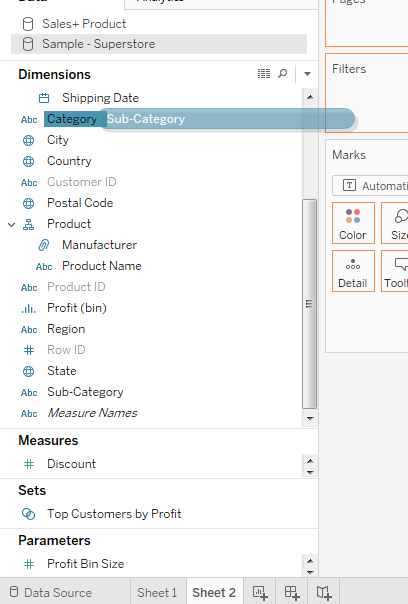 Data
Analytics
Pages
Sales+ Product
Sample - Superstore
Dimensions
Filters
Shipping Date
Abc Category Sub-Category
City
Country
Abc Customer ID
Postal Code
Product
Manufacturer
Abc Product Name
Abc Product ID
Profit (bin)
Abc Region
# Row ID
State
Abc Sub-Category
Abc Measure Names
Marks
T Automati
Color
Size
Detail
Toolt
Measures
# Discount
Sets
Top Customers by Profit
Parameters
# Profit Bin Size
Data Source
Sheet 1
Sheet 2